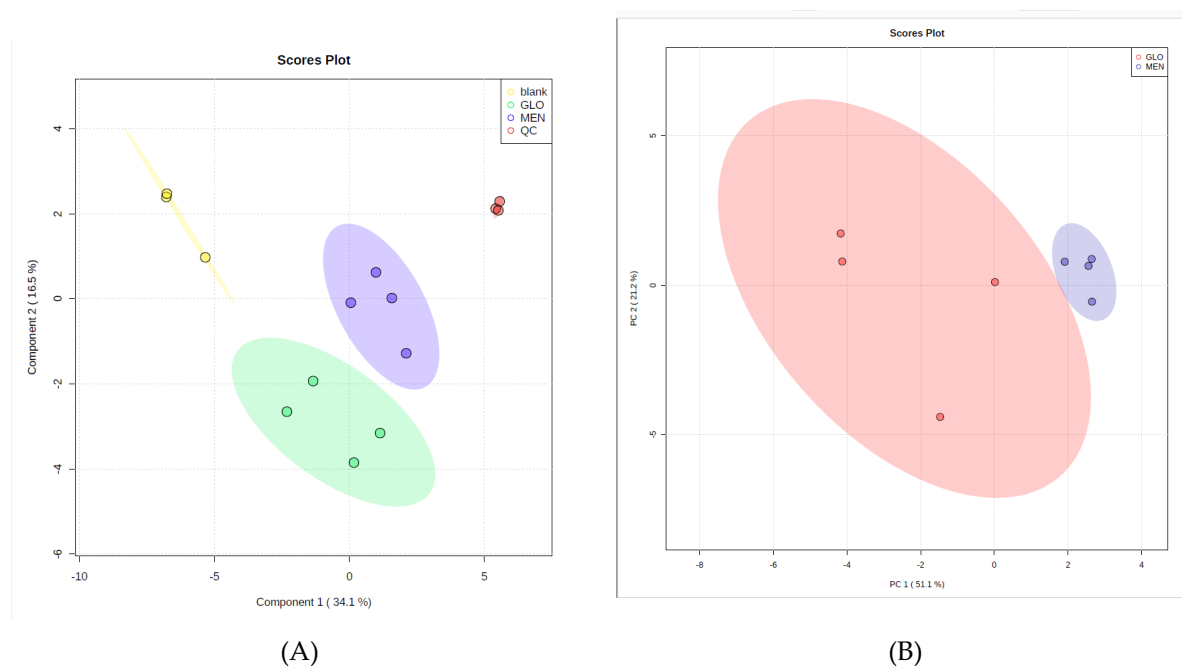 Scores Plot
blank
GLO
MEN
QC
4
2
0
-2
-4
-6
Component 2 ( 16.5 %)
-10
-5
0
5
Component 1 ( 34.1 %)
(A)
Scores Plot
GLO
MEN
5
0
-5
PC 2 ( 21.2 %)
-8
-6
-4
-2
0
2
4
PC 1 ( 51.1 %)
(B)